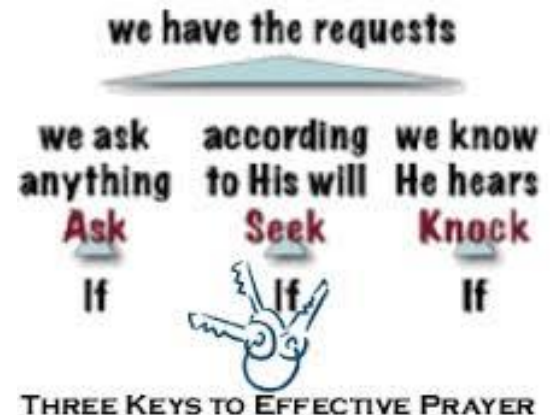 we have the requests
we ask according we know
anything to His will He hears
Ask Seek Knock
If If If
THREE KEYS TO EFFECTIVE PRAYER